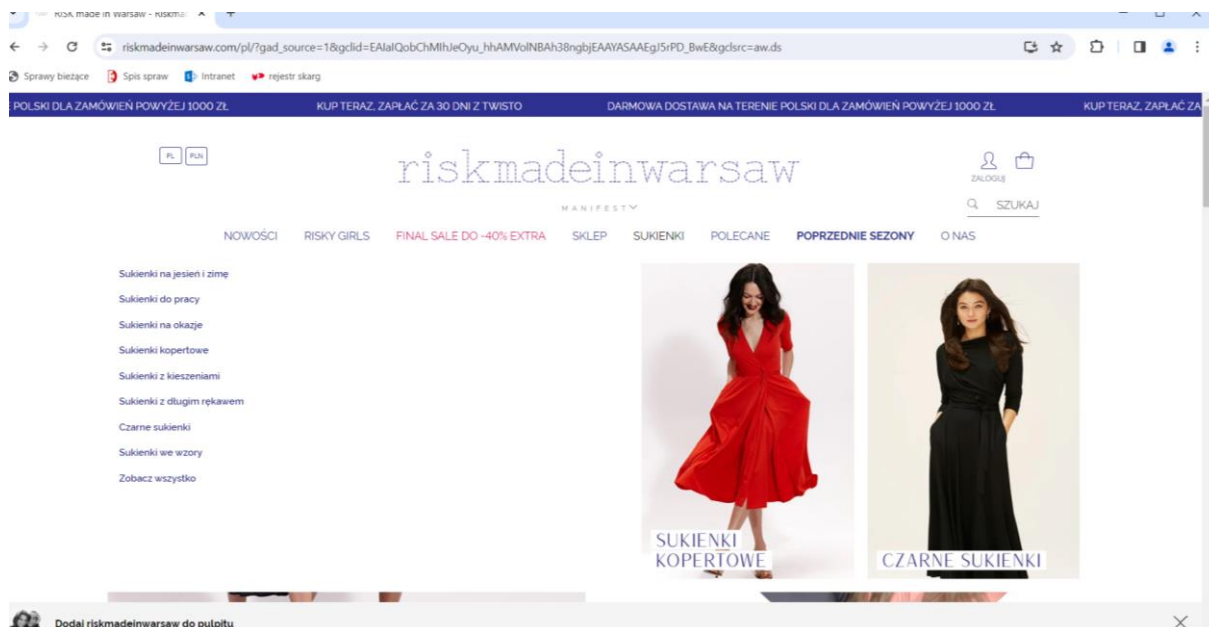 RISK made in Warsaw - Riskma
riskmadeinwarsaw.com/pl/?gad_source=1&gclid=EAIaIQobChMIhJeOyu_hhAMVolNBAh38ngbjEAAYASAAEgJ5rPD_BwE&gclsrc=aw.ds
Sprawy bieżące Spis spraw Intranet rejestr skarg
POLSKI DLA ZAMÓWIEŃ POWYŻEJ 1000 ZŁ KUP TERAZ, ZAPŁAĆ ZA 30 DNI Z TWISTO DARMOWA DOSTAWA NA TERENIE POLSKI DLA ZAMÓWIEŃ POWYŻEJ 1000 ZŁ KUP TERAZ, ZAPŁAĆ ZA
PL PLN
riskmadeinwarsaw
ZALOGUJ
MANIFEST
SZUKAJ
NOWOŚCI RISKY GIRLS FINAL SALE DO -40% EXTRA SKLEP SUKIENKI POLECANE POPRZEDNIE SEZONY O NAS
Sukienki na jesień i zimę
Sukienki do pracy
Sukienki na okazje
Sukienki kopertowe
Sukienki z kieszeniami
Sukienki z długim rękawem
Czarne sukienki
Sukienki we wzory
Zobacz wszystko
SUKIENKI
KOPERTOWE
CZARNE SUKIENKI
Dodaj riskmadeinwarsaw do pulpitu